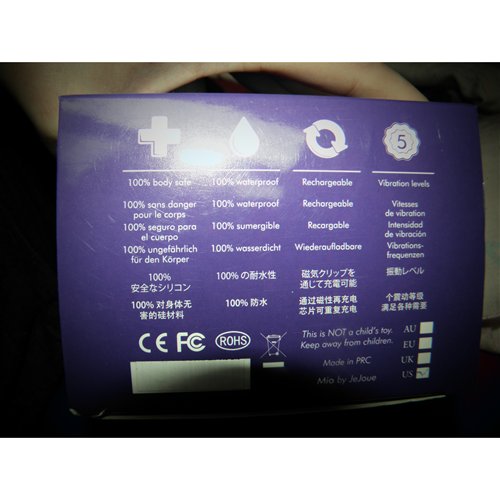 5
100% body safe
100% waterproof
Rechargeable
Vibration levels
100% sans danger
pour le corps
100% waterproof
Rechargeable
Vitesses
de vibration
100% seguro para
el cuerpo
100% sumergible
Recargable
Intensidad
de vibración
100% ungefährlich
für den Körper
100% wasserdicht
Wiederaufladbare
Vibrations-
frequenzen
100%
安全なシリコン
100% の耐水性
磁気クリップを
通じて充電可能
振動レベル
100% 对身体无
害的硅材料
100% 防水
通过磁性再充电
芯片可重复充电
个震动等级
满足各种需
CE FC ROHS
This is NOT a child's toy.
Keep away from children.
Made in PRC
Mio by JeJoue
AU
EU
UK
US